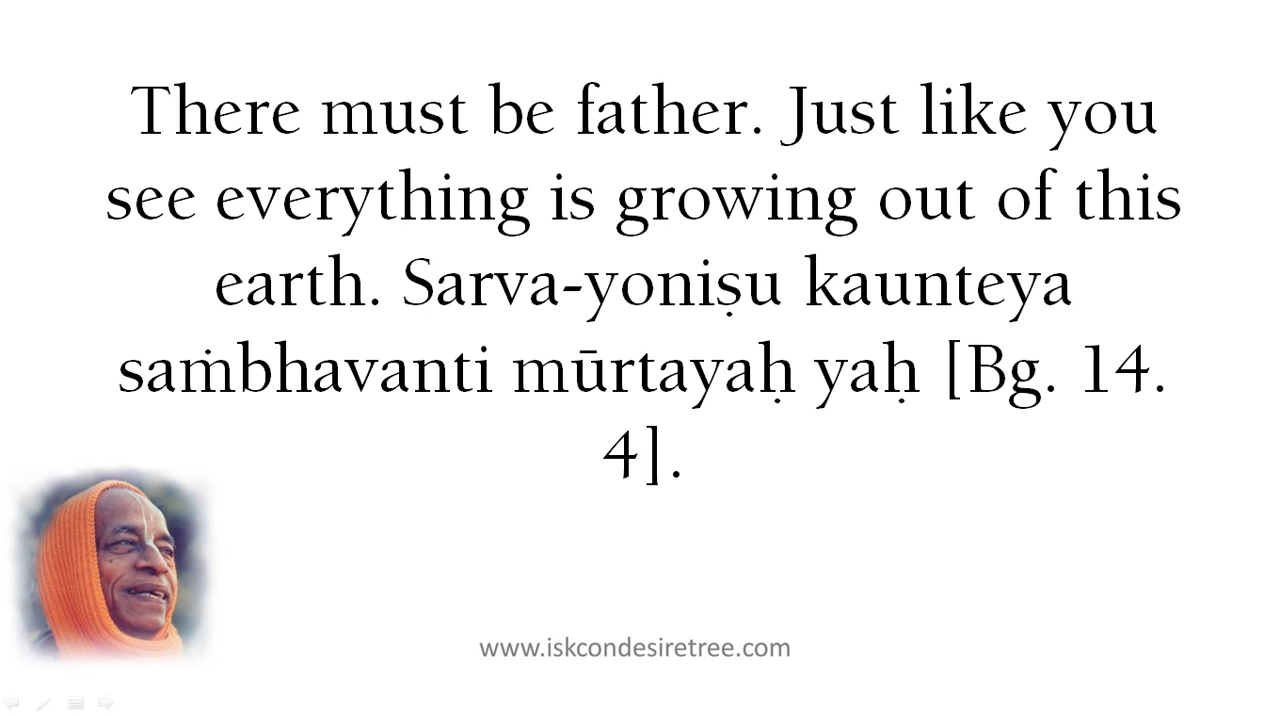 There must be father. Just like you
see everything is growing out of this
earth. Sarva-yoniṣu kaunteya
saṁbhavanti mūrtayaḥ yaḥ [Bg. 14.
4].
www.iskcondesiretree.com